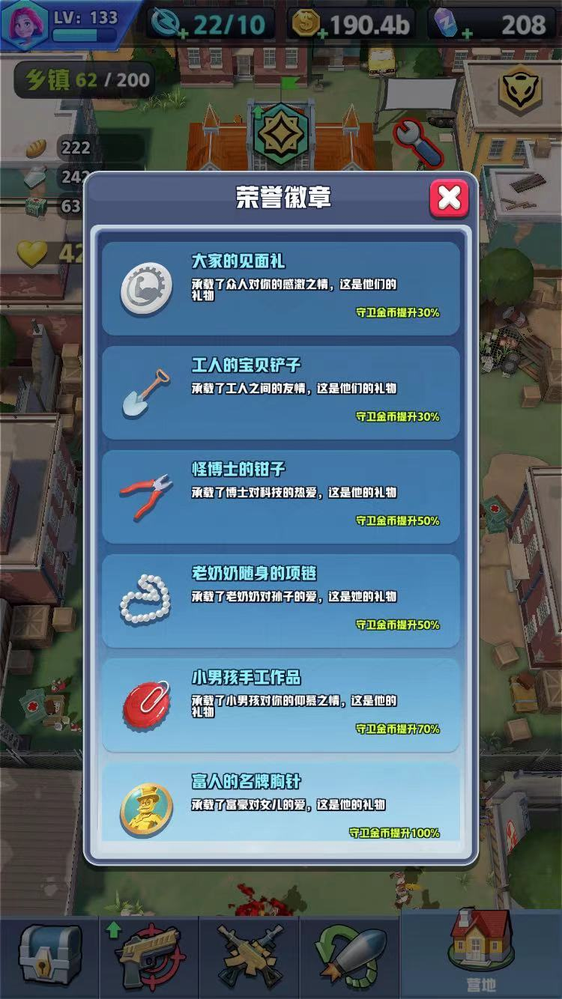 LV: 133
22/10
190.4b
208
乡镇 62 / 200
222
242
63
42
荣誉徽章
大家的见面礼
承载了众人对你的感激之情，这是他们的
礼物
守卫金币提升30%
工人的宝贝铲子
承载了工人之间的友情，这是他们的礼物
守卫金币提升30%
怪博士的钳子
承载了博士对科技的热爱，这是他的礼物
守卫金币提升50%
老奶奶随身的项链
承载了老奶奶对孙子的爱，这是她的礼物
守卫金币提升50%
小男孩手工作品
承载了小男孩对你的仰慕之情，这是他的
礼物
守卫金币提升70%
富人的名牌胸针
承载了富豪对女儿的爱，这是他的礼物
守卫金币提升100%
营地